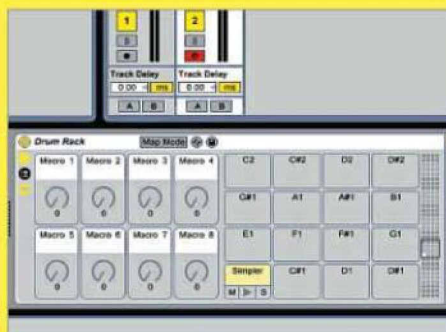 1 2
S S
Track Delay Track Delay
0.00 ms 0.00 ms
A B A B
Drum Rack Map Mode
Macro 1 Macro 2 Macro 3 Macro 4 C2 C#2 D2 D#2
0 0 0 0
G#1 A1 A#1 B1
Macro 5 Macro 6 Macro 7 Macro 8 E1 F1 F#1 G1
Simpler C#1 D1 D#1
0 0 0 0 M S